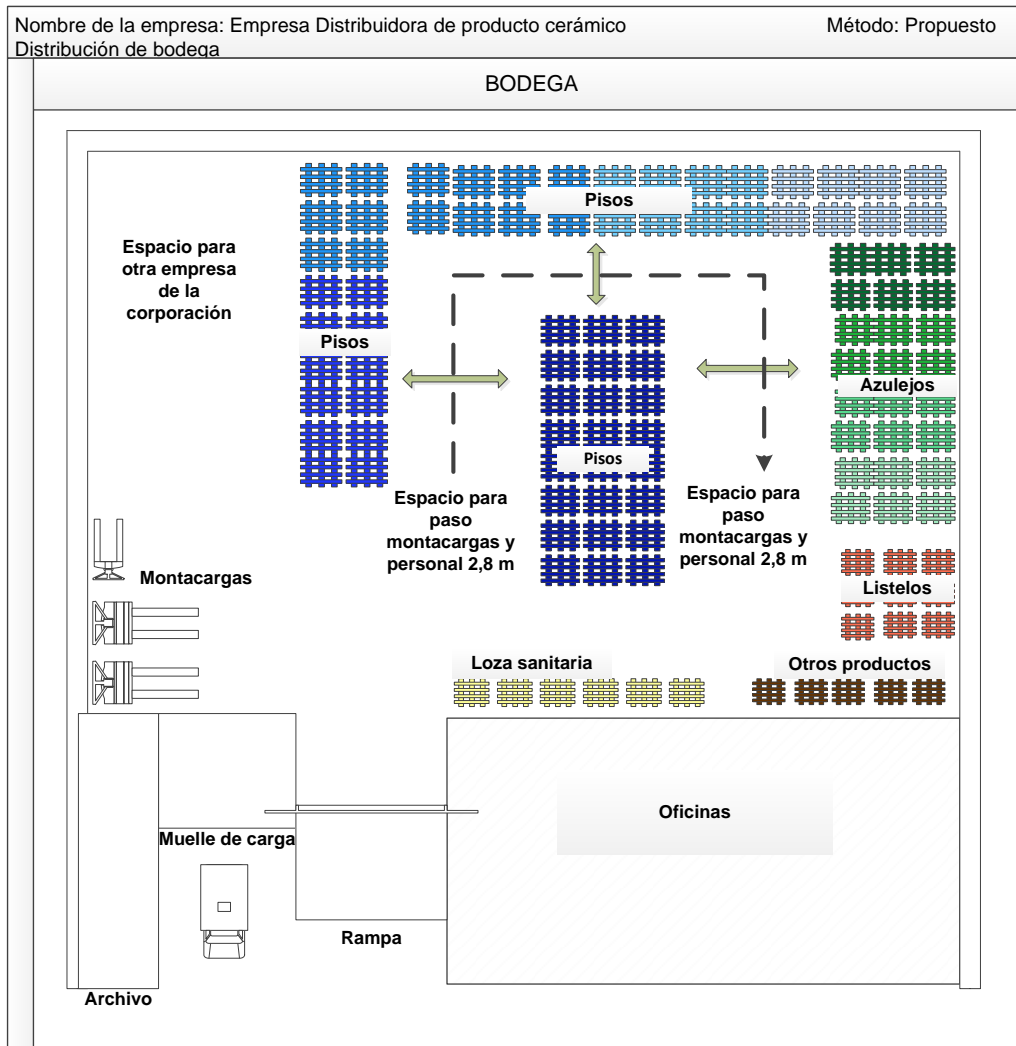 Nombre de la empresa: Empresa Distribuidora de producto cerámico Método: Propuesto
Distribución de bodega
BODEGA
Pisos
Espacio para
otra empresa
de la
corporación
Pisos
Azulejos
Pisos
Espacio para
paso
montacargas y
personal 2,8 m
Espacio para
paso
montacargas y
personal 2,8 m
Montacargas
Listelos
Loza sanitaria
Otros productos
Oficinas
Muelle de carga
Rampa
Archivo